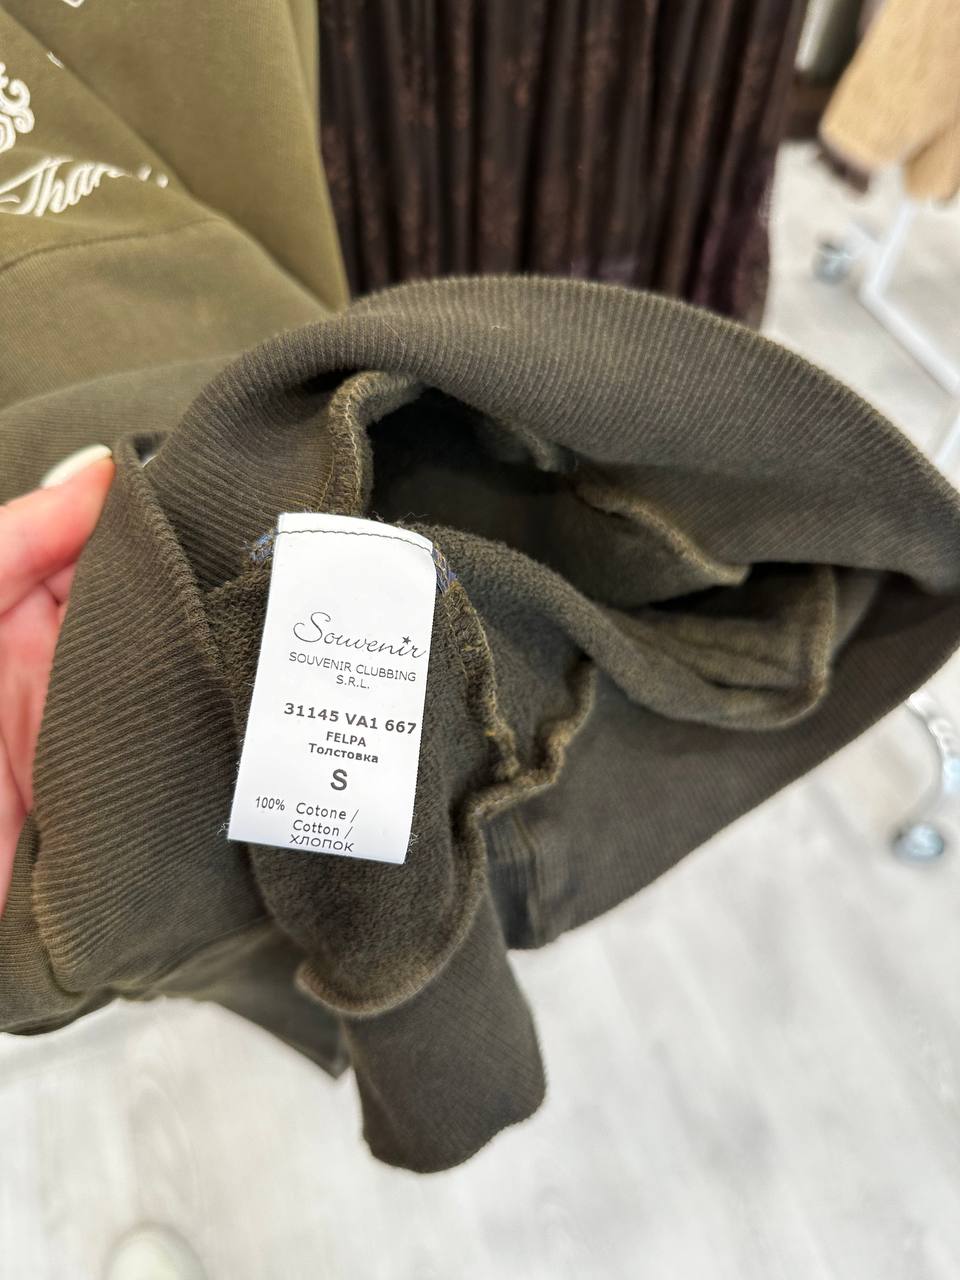 Souvenir
SOUVENIR CLUBBING
S.R.L.
31145 VA1 667
FELPA
Толстовка
S
100% Cotone /
Cotton /
ХЛОПОК